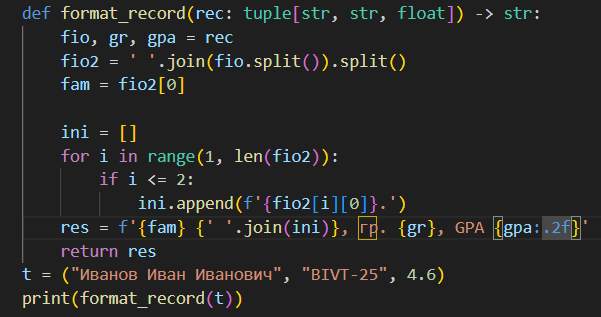 def format_record(rec: tuple[str, str, float]) -> str:
    fio, gr, gpa = rec
    fio2 = ' '.join(fio.split()).split()
    fam = fio2[0]

    ini = []
    for i in range(1, len(fio2)):
        if i <= 2:
            ini.append(f'{fio2[i][0]}.')
    res = f'{fam} {' '.join(ini)}, гр. {gr}, GPA {gpa:.2f}'
    return res
t = ("Иванов Иван Иванович", "BIVT-25", 4.6)
print(format_record(t))